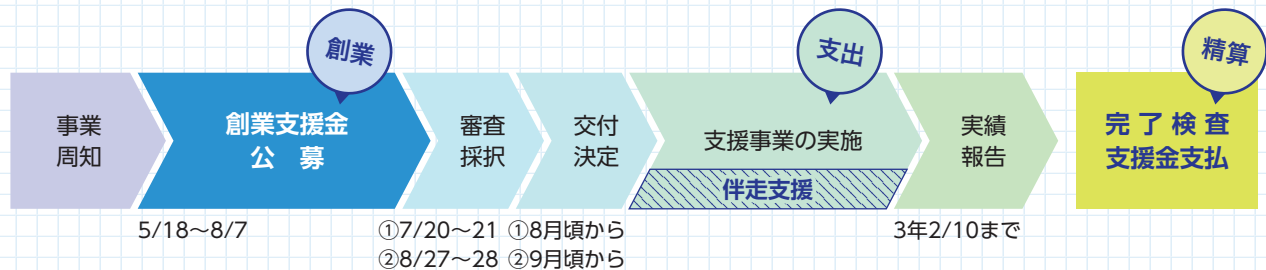 創業
支出
精算
事業
周知
創業支援金
公　募
審査
採択
交付
決定
支援事業の実施
伴走支援
実績
報告
完了検査
支援金支払
5/18～8/7
①7/20～21
②8/27～28
①8月頃から
②9月頃から
3年2/10まで